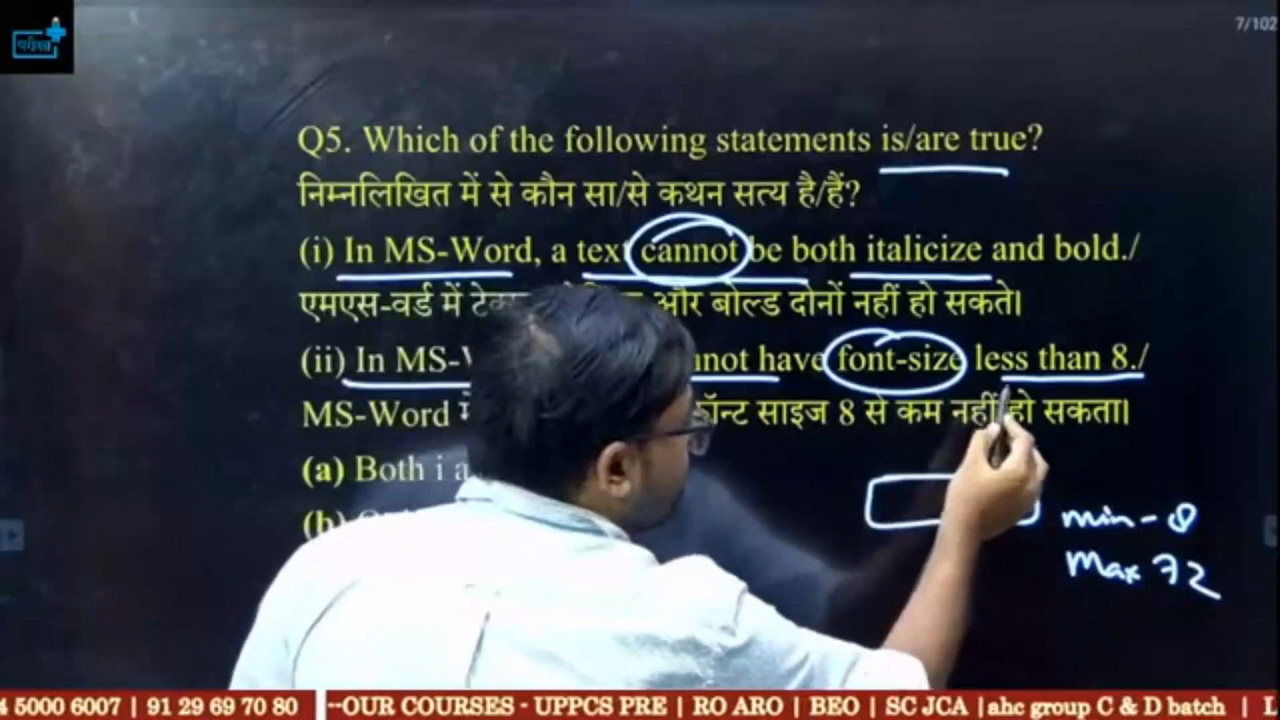 परीक्षा
7/102
Q5. Which of the following statements is/are true?
निम्नलिखित में से कौन सा/से कथन सत्य है/हैं?
(i) In MS-Word, a text cannot be both italicize and bold./
एमएस-वर्ड में और बोल्ड दोनों नहीं हो सकते।
(ii) In MS- have font-size less than 8./
MS-Word में साइज 8 से कम नहीं हो सकता।
(a) Both i
(b)
min - 8
Max 72
5000 6007 | 91 29 69 70 80 --OUR COURSES - UPPCS PRE | RO ARO | BEO | SC JCA |ahc group C & D batch |